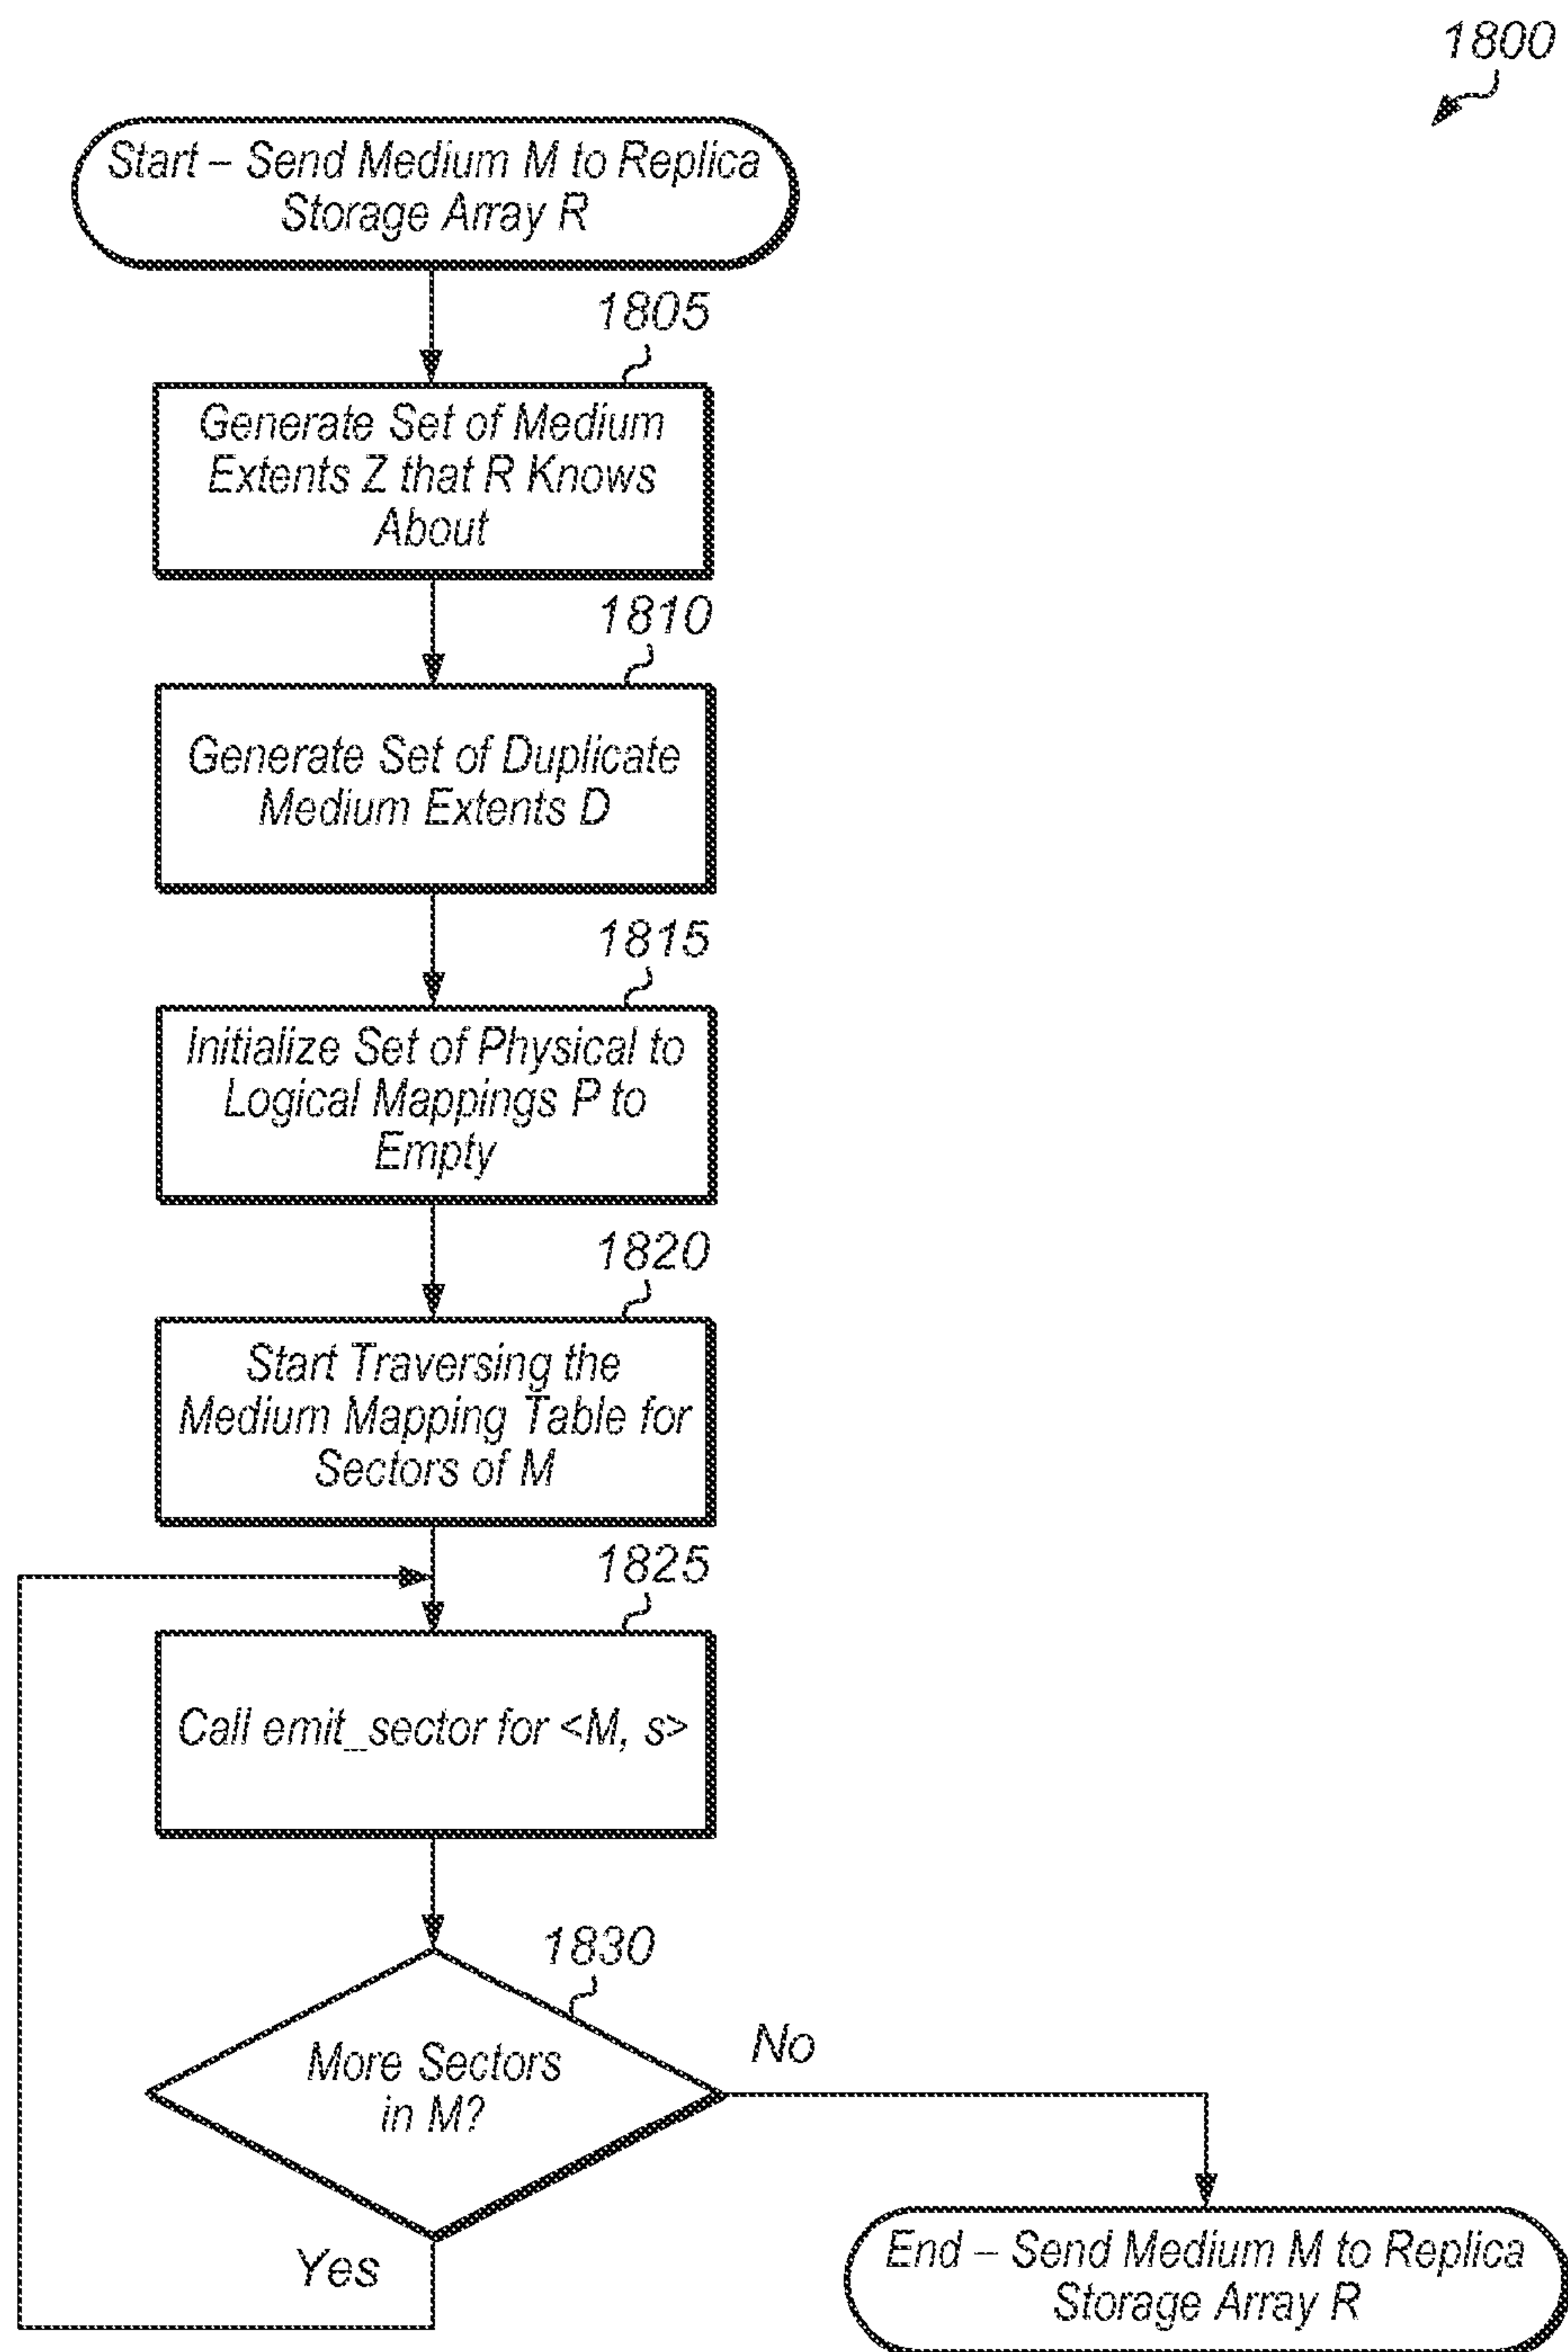 1800
Start – Send Medium M to Replica
Storage Array R
1805
Generate Set of Medium
Extents Z that R Knows
About
1810
Generate Set of Duplicate
Medium Extents D
1815
Initialize Set of Physical to
Logical Mappings P to
Empty
1820
Start Traversing the
Medium Mapping Table for
Sectors of M
1825
Call emit_sector for <M, s>
1830
More Sectors
in M?
No
Yes
End – Send Medium M to Replica
Storage Array R